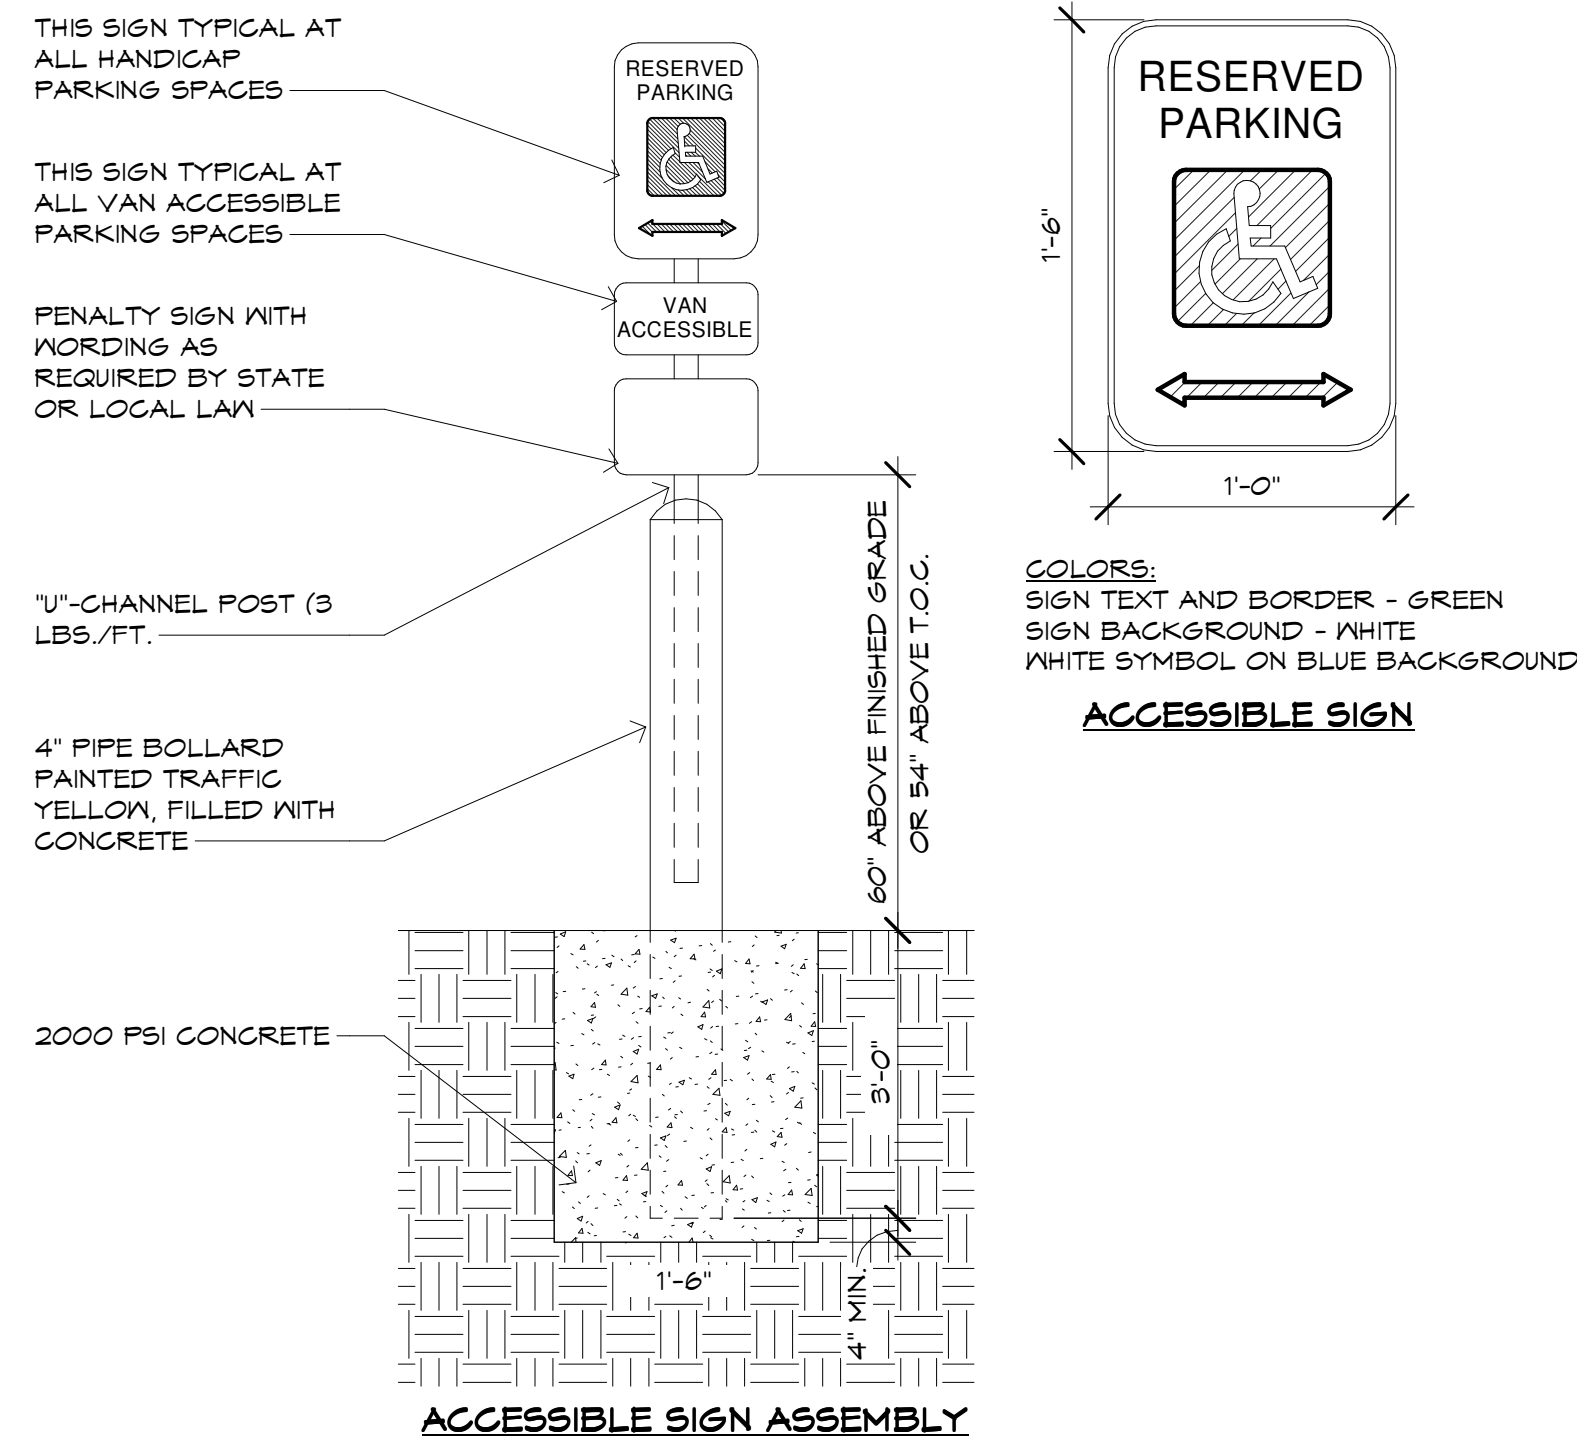 THIS SIGN TYPICAL AT
ALL HANDICAP
PARKING SPACES
THIS SIGN TYPICAL AT
ALL VAN ACCESSIBLE
PARKING SPACES
PENALTY SIGN WITH
WORDING AS
REQUIRED BY STATE
OR LOCAL LAW
"U"-CHANNEL POST (3
LBS./FT.
4" PIPE BOLLARD
PAINTED TRAFFIC
YELLOW, FILLED WITH
CONCRETE
2000 PSI CONCRETE
RESERVED
PARKING
VAN
ACCESSIBLE
60" ABOVE FINISHED GRADE
OR 54" ABOVE T.O.C.
3'-0"
4" MIN.
1'-6"
ACCESSIBLE SIGN ASSEMBLY
RESERVED
PARKING
1'-6"
1'-0"
COLORS:
SIGN TEXT AND BORDER - GREEN
SIGN BACKGROUND - WHITE
WHITE SYMBOL ON BLUE BACKGROUND
ACCESSIBLE SIGN